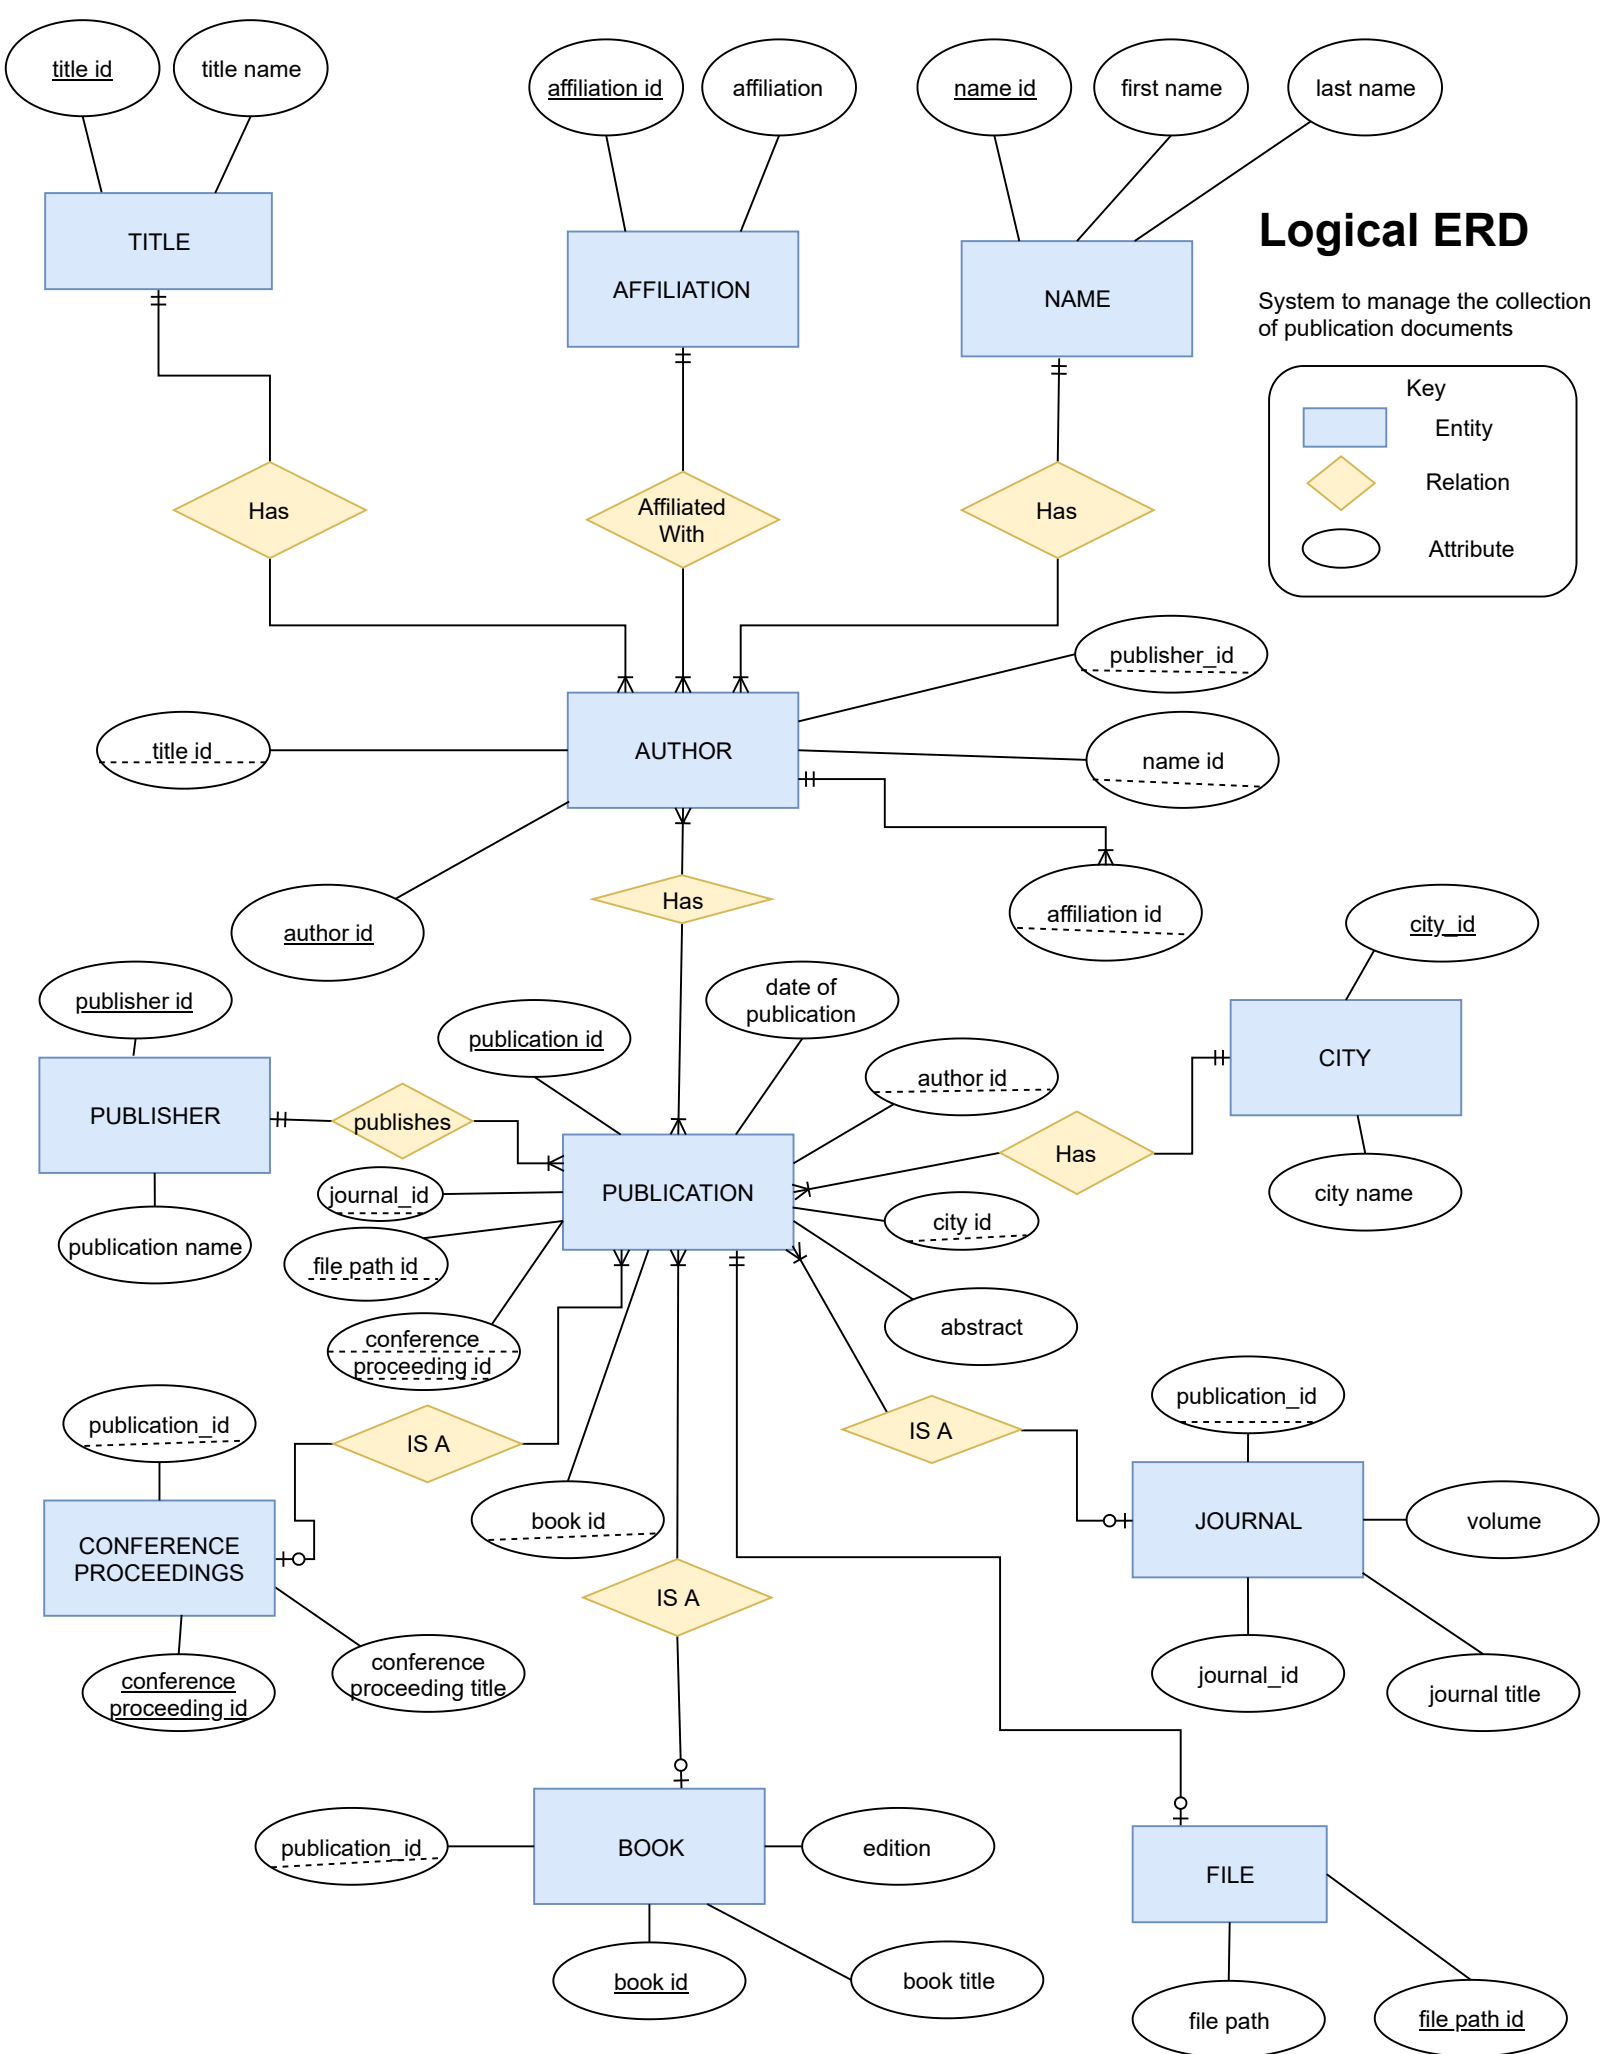 title id
title name
affiliation id
affiliation
name id
first name
last name
TITLE
AFFILIATION
NAME
Logical ERD
System to manage the collection
of publication documents
Key
Entity
Relation
Attribute
Has
Affiliated
With
Has
publisher_id
title id
AUTHOR
name id
Has
affiliation id
author id
city_id
publisher id
publication id
date of
publication
author id
CITY
PUBLISHER
publishes
Has
journal_id
PUBLICATION
city name
city id
publication name
file path id
conference
proceeding id
abstract
publication_id
publication_id
IS A
IS A
book id
JOURNAL
volume
CONFERENCE
PROCEEDINGS
IS A
conference
proceeding id
conference
proceeding title
journal_id
journal title
publication_id
BOOK
edition
FILE
book id
book title
file path
file path id